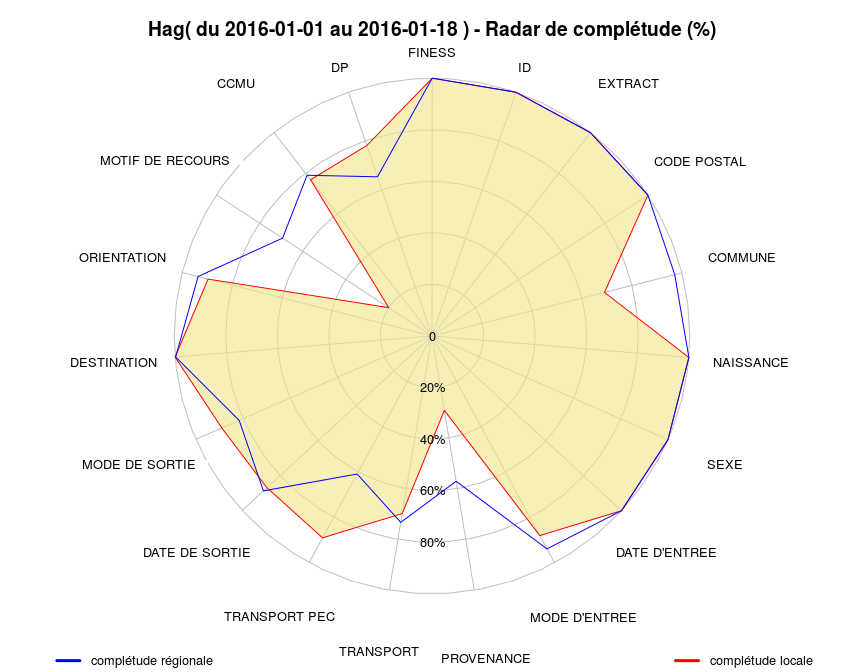 Hag( du 2016-01-01 au 2016-01-18 ) - Radar de complétude (%)
FINESS
DP
ID
CCMU
EXTRACT
MOTIF DE RECOURS
CODE POSTAL
ORIENTATION
COMMUNE
0
DESTINATION
NAISSANCE
20%
40%
MODE DE SORTIE
SEXE
60%
80%
DATE DE SORTIE
DATE D'ENTREE
TRANSPORT PEC
MODE D'ENTREE
TRANSPORT
PROVENANCE
complétude régionale
complétude locale